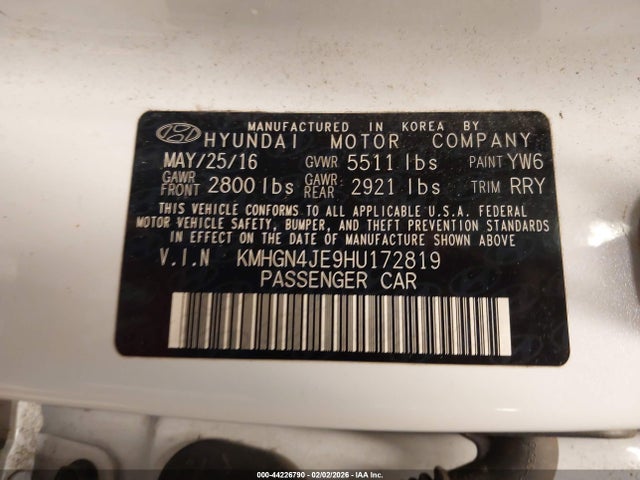 MANUFACTURED IN KOREA BY
HYUNDAI MOTOR COMPANY
MAY/25/16 GVWR 5511 lbs PAINT YW6
GAWR FRONT 2800 lbs GAWR REAR 2921 lbs TRIM RRY
THIS VEHICLE CONFORMS TO ALL APPLICABLE U.S.A. FEDERAL
MOTOR VEHICLE SAFETY, BUMPER, AND THEFT PREVENTION STANDARDS
IN EFFECT ON THE DATE OF MANUFACTURE SHOWN ABOVE
V.I.N KMHGN4JE9HU172819
PASSENGER CAR
000-44226790 - 02/02/2026 - IAA Inc.